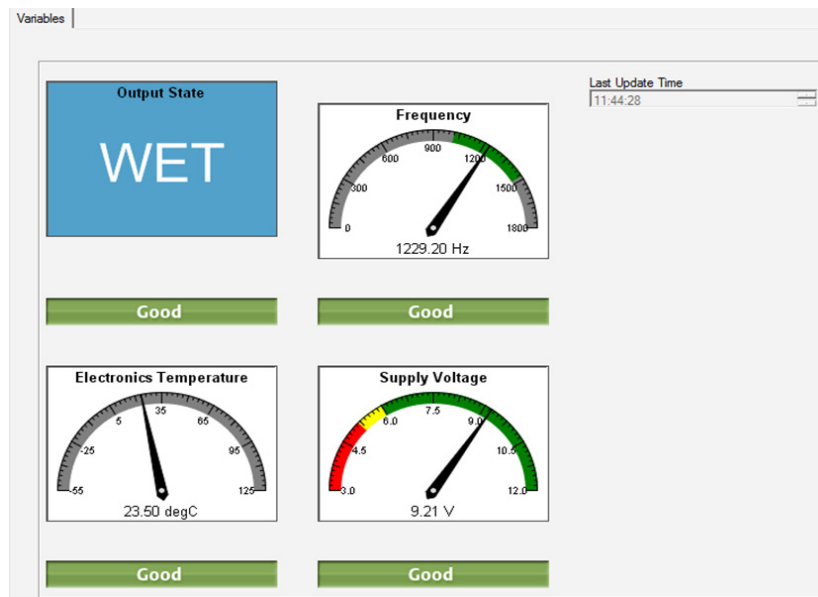 Variables
Output State
WET
Good
Frequency
0
300
600
900
1200
1500
1800
1229.20 Hz
Good
Last Update Time
11:44:28
Electronics Temperature
-55
-25
5
35
65
95
125
23.50 degC
Good
Supply Voltage
3.0
4.5
6.0
7.5
9.0
10.5
12.0
9.21 V
Good